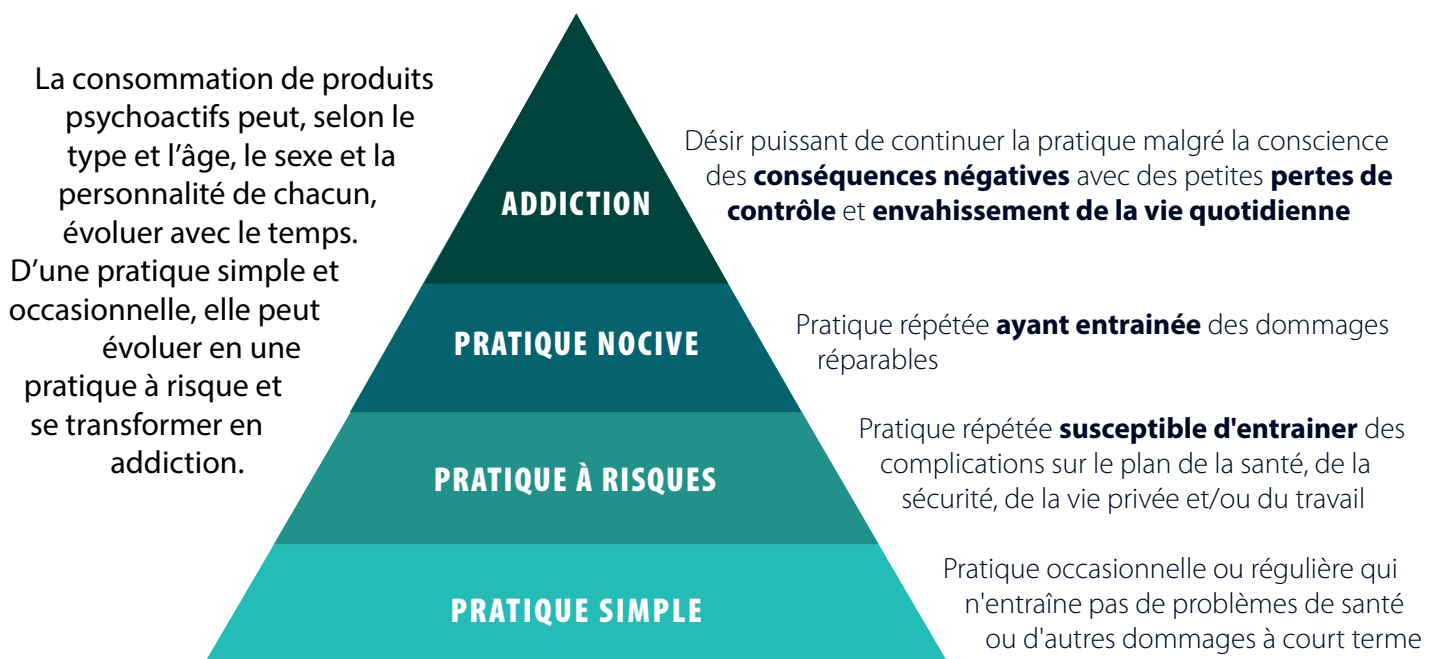 La consommation de produits
psychoactifs peut, selon le
type et l’âge, le sexe et la
personnalité de chacun,
évoluer avec le temps.
D’une pratique simple et
occasionnelle, elle peut
évoluer en une
pratique à risque et
se transformer en
addiction.
ADDICTION
Désir puissant de continuer la pratique malgré la conscience
des conséquences négatives avec des petites pertes de
contrôle et envahissement de la vie quotidienne
PRATIQUE NOCIVE
Pratique répétée ayant entrainée des dommages
réparables
PRATIQUE À RISQUES
Pratique répétée susceptible d'entrainer des
complications sur le plan de la santé, de la
sécurité, de la vie privée et/ou du travail
PRATIQUE SIMPLE
Pratique occasionnelle ou régulière qui
n'entraîne pas de problèmes de santé
ou d'autres dommages à court terme